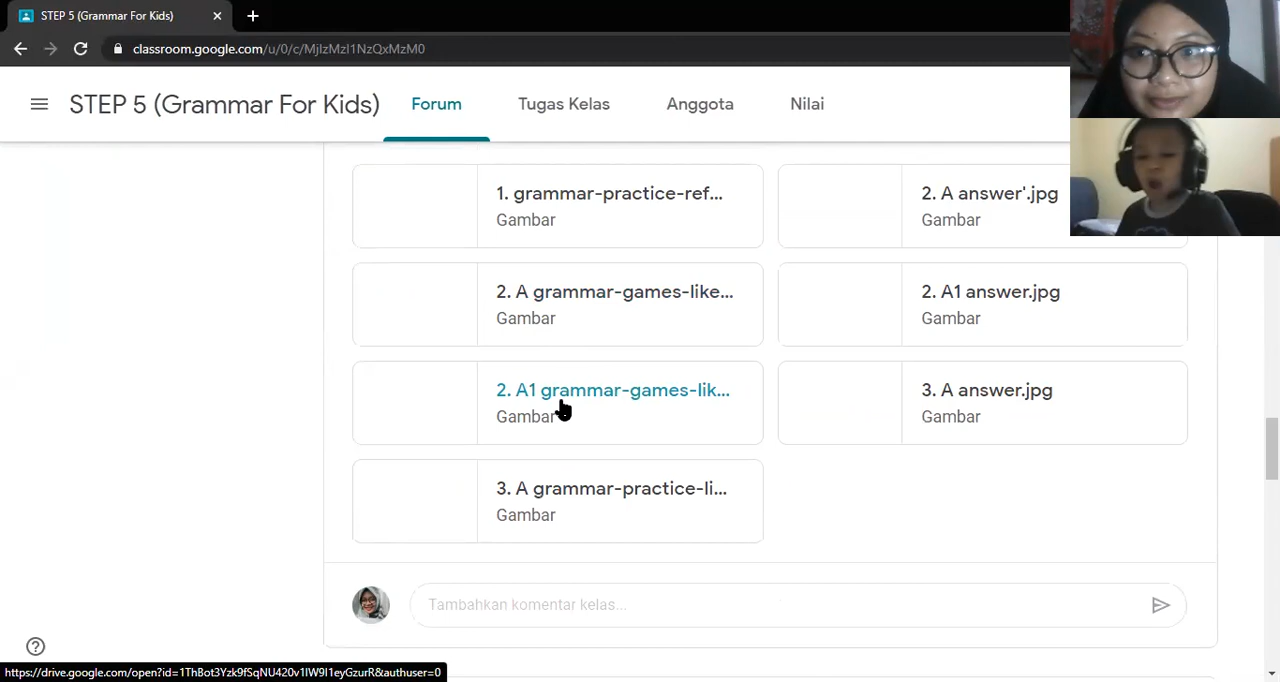 STEP 5 (Grammar For Kids)
classroom.google.com/u/0/c/MjIzMzI1NzQxMzM0
STEP 5 (Grammar For Kids)
Forum
Tugas Kelas
Anggota
Nilai
1. grammar-practice-ref...
Gambar
2. A answer'.jpg
Gambar
2. A grammar-games-like...
Gambar
2. A1 answer.jpg
Gambar
2. A1 grammar-games-lik...
Gambar
3. A answer.jpg
Gambar
3. A grammar-practice-li...
Gambar
Tambahkan komentar kelas...
https://drive.google.com/open?id=1ThBot3Yzk9fSqNU420v1IW9I1eyGzurR&authuser=0